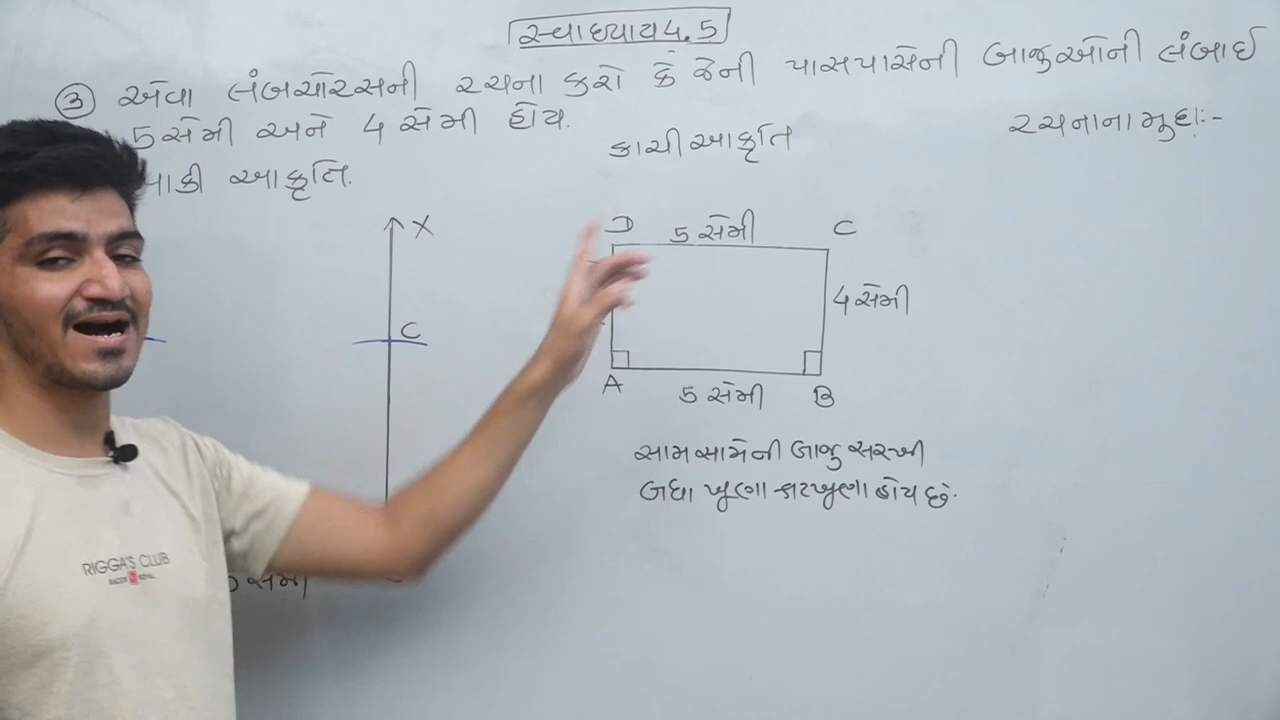 સ્વાધ્યાય 4.5
③ એવા લંબચોરસની રચના કરો કે જેની પાસપાસેની બાજુઓની લંબાઈ
5 સેમી અને 4 સેમી હોય.
આકૃતિ.
કાચી આકૃતિ
રચનાના મુદ્દા:-
X
C
D
5 સેમી
C
4 સેમી
A
5 સેમી
B
સામસામેની બાજુ સરખી
બધા ખૂણા કાટખૂણા હોય છે.
સેમી
RIGGA'S CLUB